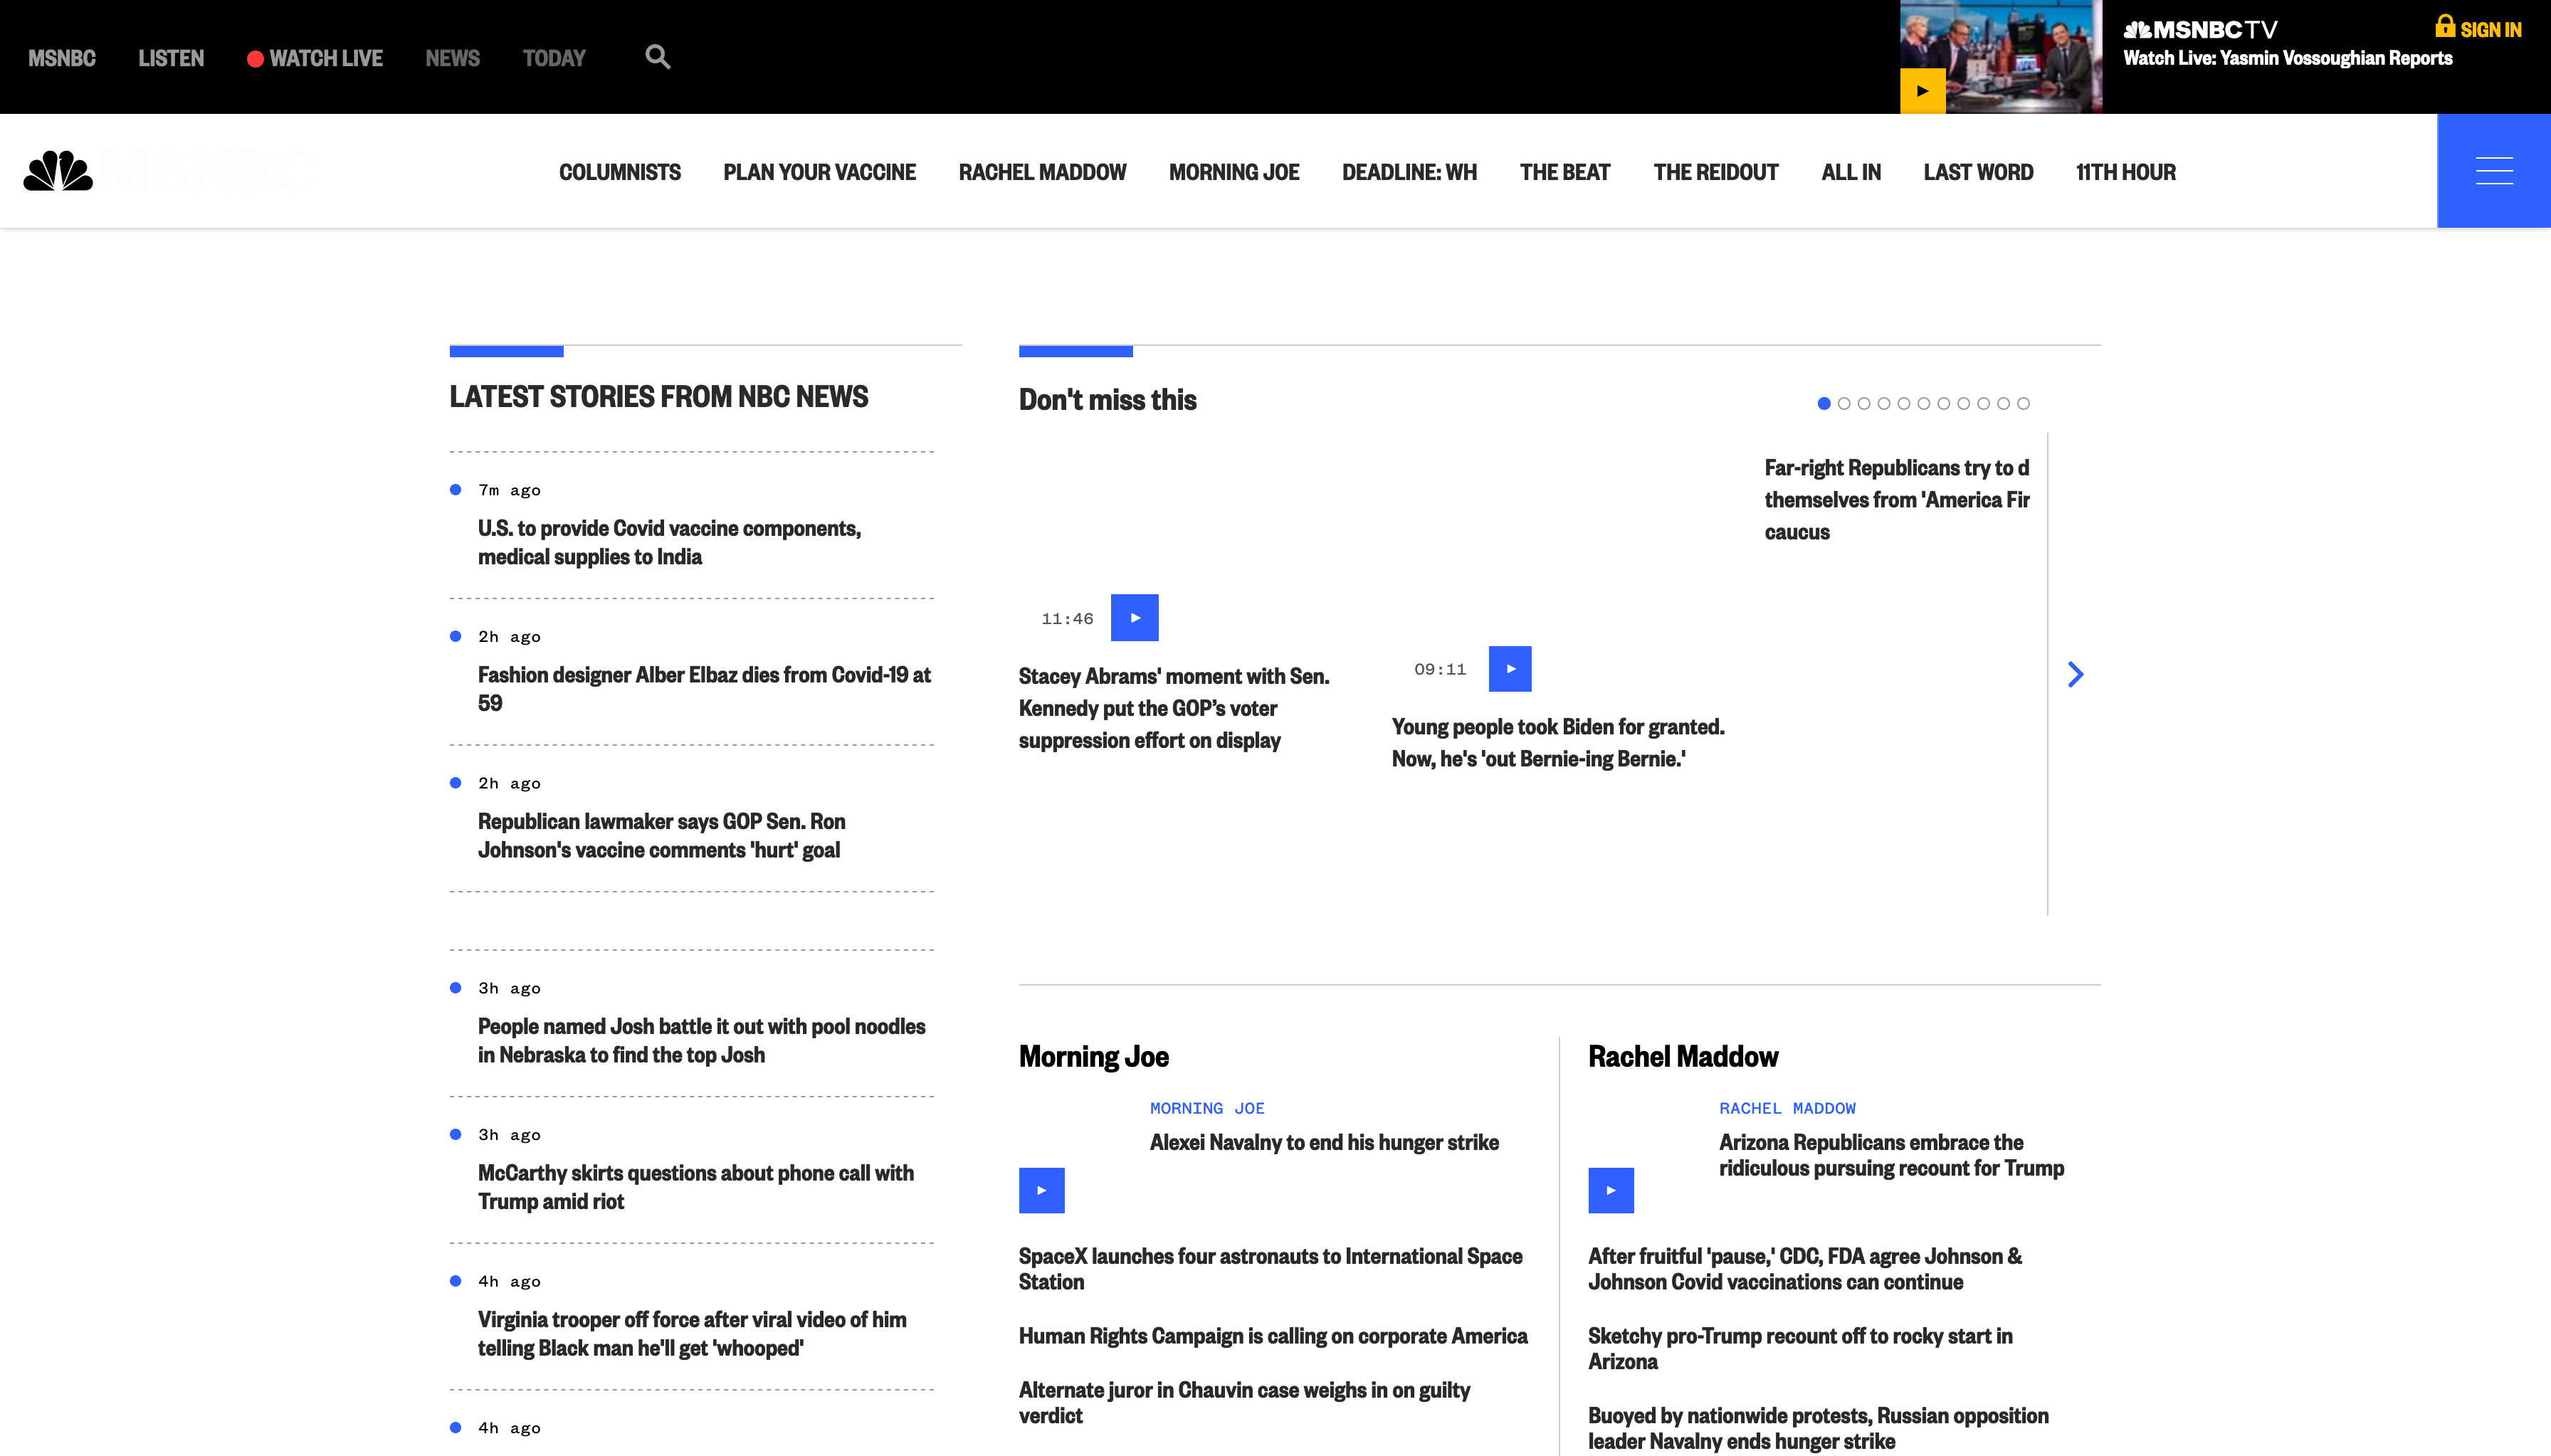 MSNBC
LISTEN
WATCH LIVE
NEWS
TODAY
MSNBC TV
SIGN IN
Watch Live: Yasmin Vossoughian Reports
MSNBC
COLUMNISTS
PLAN YOUR VACCINE
RACHEL MADDOW
MORNING JOE
DEADLINE: WH
THE BEAT
THE REIDOUT
ALL IN
LAST WORD
11TH HOUR
LATEST STORIES FROM NBC NEWS
7m ago
U.S. to provide Covid vaccine components,
medical supplies to India
2h ago
Fashion designer Alber Elbaz dies from Covid-19 at
59
2h ago
Republican lawmaker says GOP Sen. Ron
Johnson's vaccine comments 'hurt' goal
3h ago
People named Josh battle it out with pool noodles
in Nebraska to find the top Josh
3h ago
McCarthy skirts questions about phone call with
Trump amid riot
4h ago
Virginia trooper off force after viral video of him
telling Black man he'll get 'whooped'
4h ago
Don't miss this
11:46
Stacey Abrams' moment with Sen.
Kennedy put the GOP’s voter
suppression effort on display
09:11
Young people took Biden for granted.
Now, he's 'out Bernie-ing Bernie.'
Far-right Republicans try to d
themselves from 'America Fir
caucus
Morning Joe
MORNING JOE
Alexei Navalny to end his hunger strike
SpaceX launches four astronauts to International Space
Station
Human Rights Campaign is calling on corporate America
Alternate juror in Chauvin case weighs in on guilty
verdict
Rachel Maddow
RACHEL MADDOW
Arizona Republicans embrace the
ridiculous pursuing recount for Trump
After fruitful 'pause,' CDC, FDA agree Johnson &
Johnson Covid vaccinations can continue
Sketchy pro-Trump recount off to rocky start in
Arizona
Buoyed by nationwide protests, Russian opposition
leader Navalny ends hunger strike